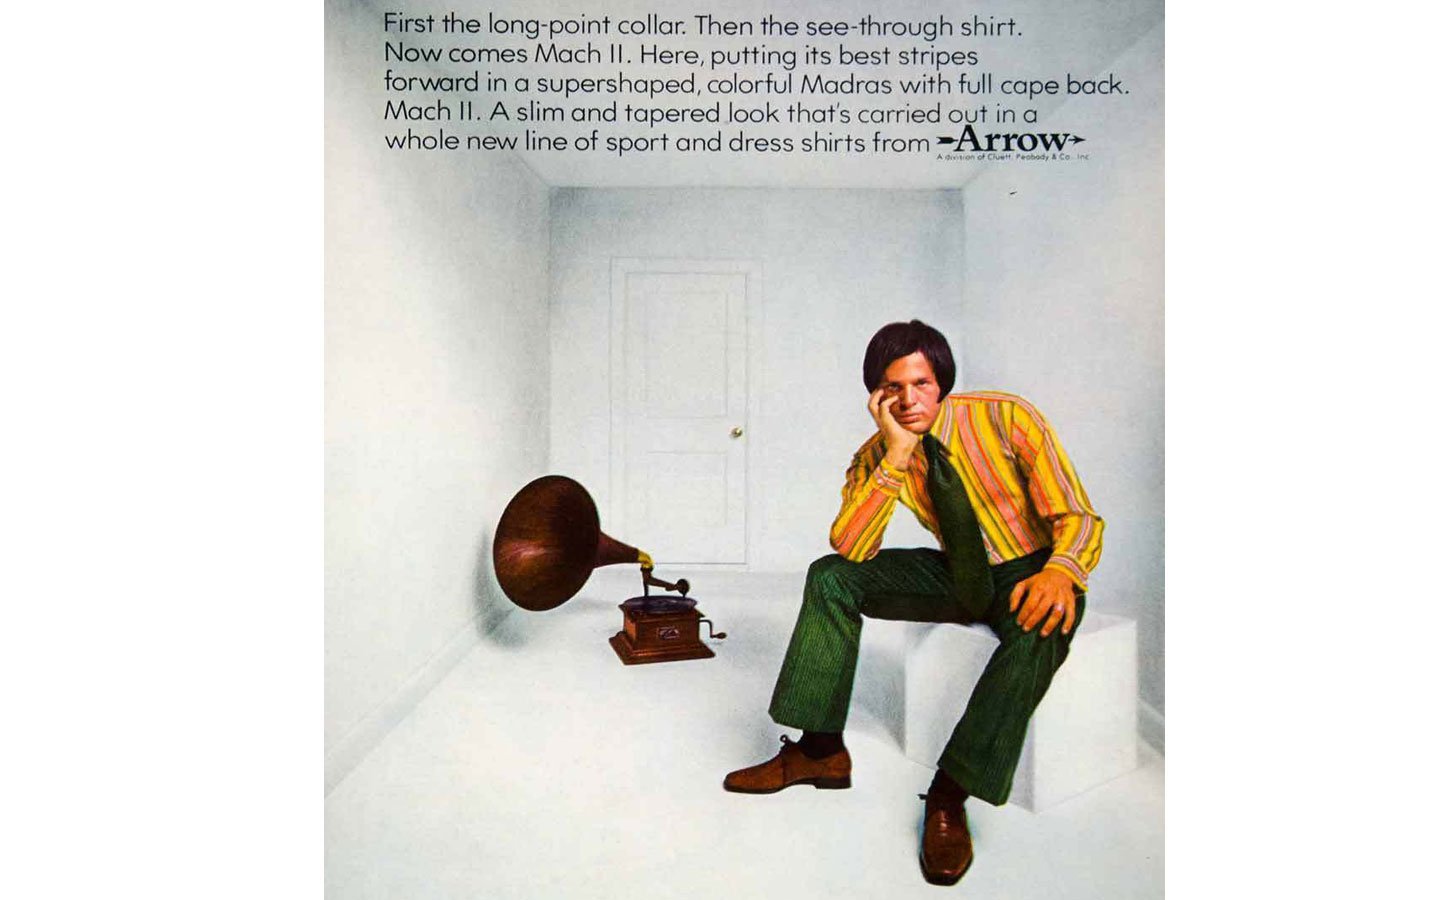 First the long-point collar. Then the see-through shirt.
Now comes Mach II. Here, putting its best stripes
forward in a supershaped, colorful Madras with full cape back.
Mach II. A slim and tapered look that's carried out in a
whole new line of sport and dress shirts from Arrow
A division of Cluett, Peabody & Co., Inc.